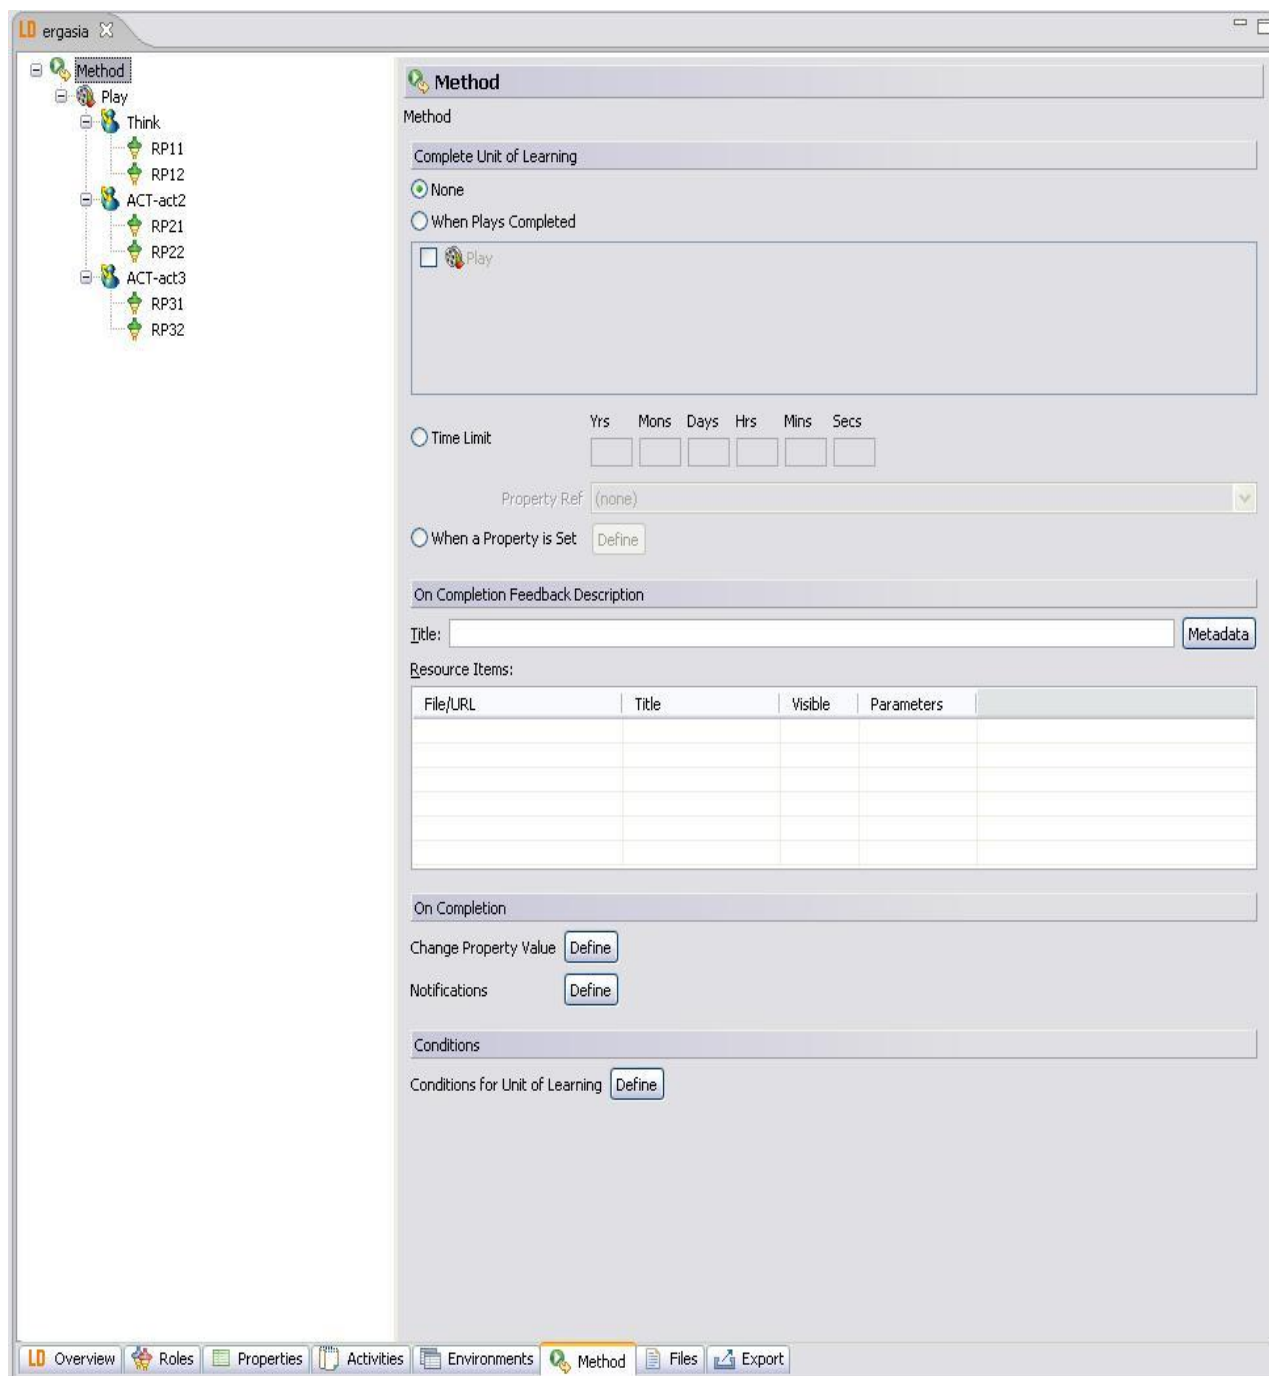 LD ergasia
Method
Play
Think
RP11
RP12
ACT-act2
RP21
RP22
ACT-act3
RP31
RP32
Method
Method
Complete Unit of Learning
None
When Plays Completed
Play
Yrs Mons Days Hrs Mins Secs
Time Limit
Property Ref (none)
When a Property is Set Define
On Completion Feedback Description
Title: Metadata
Resource Items:
File/URL Title Visible Parameters
On Completion
Change Property Value Define
Notifications Define
Conditions
Conditions for Unit of Learning Define
LD Overview Roles Properties Activities Environments Method Files Export